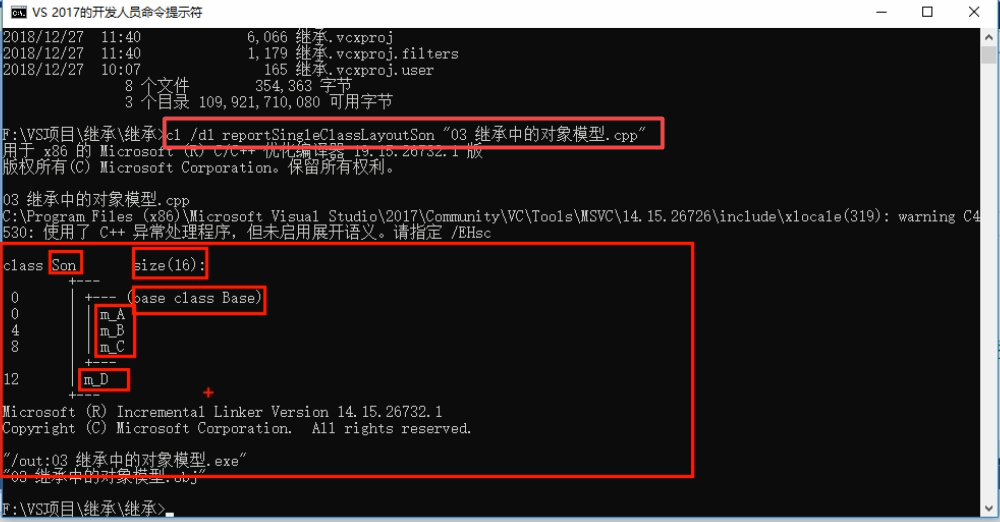 VS 2017的开发人员命令提示符
2018/12/27 11:40 6,066 继承.vcxproj
2018/12/27 11:40 1,179 继承.vcxproj.filters
2018/12/27 10:07 165 继承.vcxproj.user
8 个文件 354,363 字节
3 个目录 109,921,710,080 可用字节
F:\VS项目\继承\继承>cl /d1 reportSingleClassLayoutSon "03 继承中的对象模型.cpp"
用于 x86 的 Microsoft (R) C/C++ 优化编译器 19.15.26732.1 版
版权所有(C) Microsoft Corporation。保留所有权利。
03 继承中的对象模型.cpp
C:\Program Files (x86)\Microsoft Visual Studio\2017\Community\VC\Tools\MSVC\14.15.26726\include\xlocale(319): warning C4
530: 使用了 C++ 异常处理程序，但未启用展开语义。请指定 /EHsc
class Son size(16):
+---
0 | +--- (base class Base)
0 | | m_A
4 | | m_B
8 | | m_C
| +---
12 | m_D
+---
Microsoft (R) Incremental Linker Version 14.15.26732.1
Copyright (C) Microsoft Corporation. All rights reserved.
"/out:03 继承中的对象模型.exe"
"03 继承中的对象模型.obj"
F:\VS项目\继承\继承>_